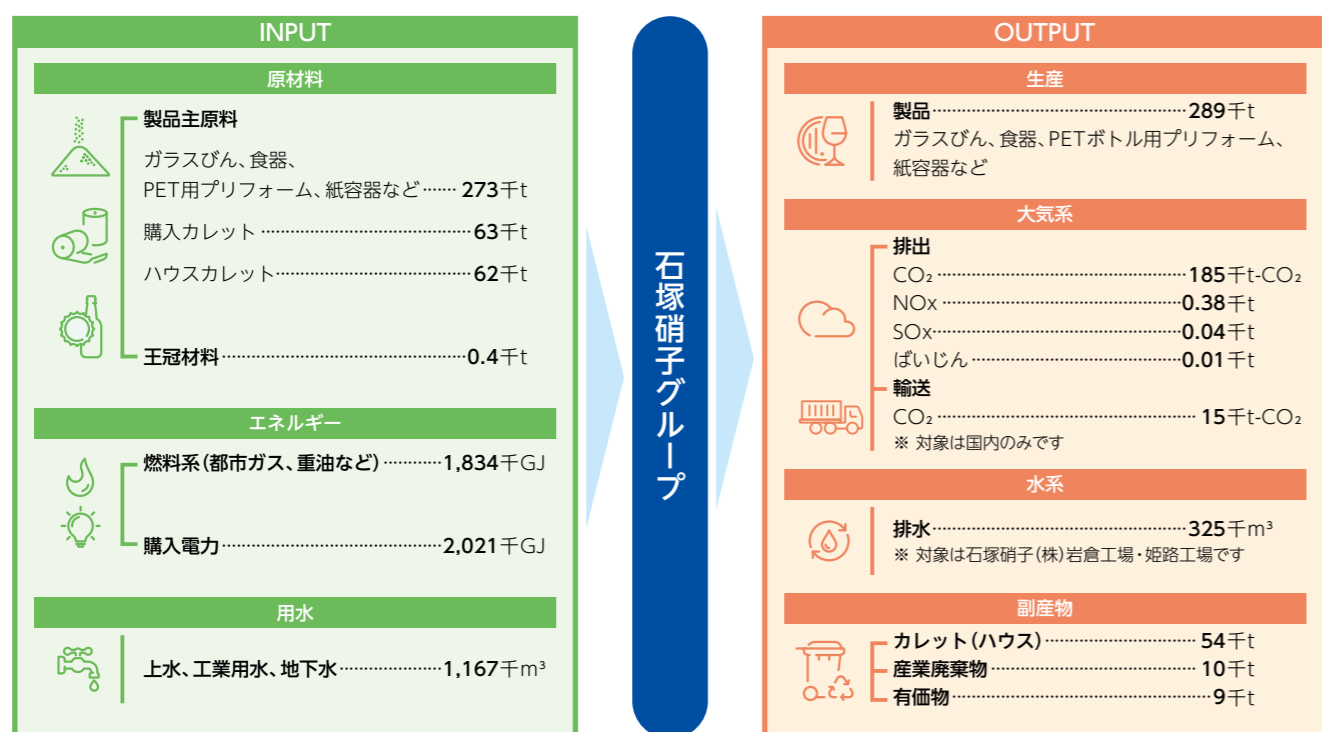 INPUT
原材料
製品主原料
ガラスびん、食器、
PET用プリフォーム、紙容器など……273千t
購入カレット……63千t
ハウスカレット……62千t
王冠材料……0.4千t
エネルギー
燃料系(都市ガス、重油など)……1,834千GJ
購入電力……2,021千GJ
用水
上水、工業用水、地下水……1,167千m³
石塚硝子グループ
OUTPUT
生産
製品……289千t
ガラスびん、食器、PETボトル用プリフォーム、
紙容器など
大気系
排出
CO₂……185千t-CO₂
NOx……0.38千t
SOx……0.04千t
ばいじん……0.01千t
輸送
CO₂……15千t-CO₂
※ 対象は国内のみです
水系
排水……325千m³
※ 対象は石塚硝子(株)岩倉工場・姫路工場です
副産物
カレット(ハウス)……54千t
産業廃棄物……10千t
有価物……9千t